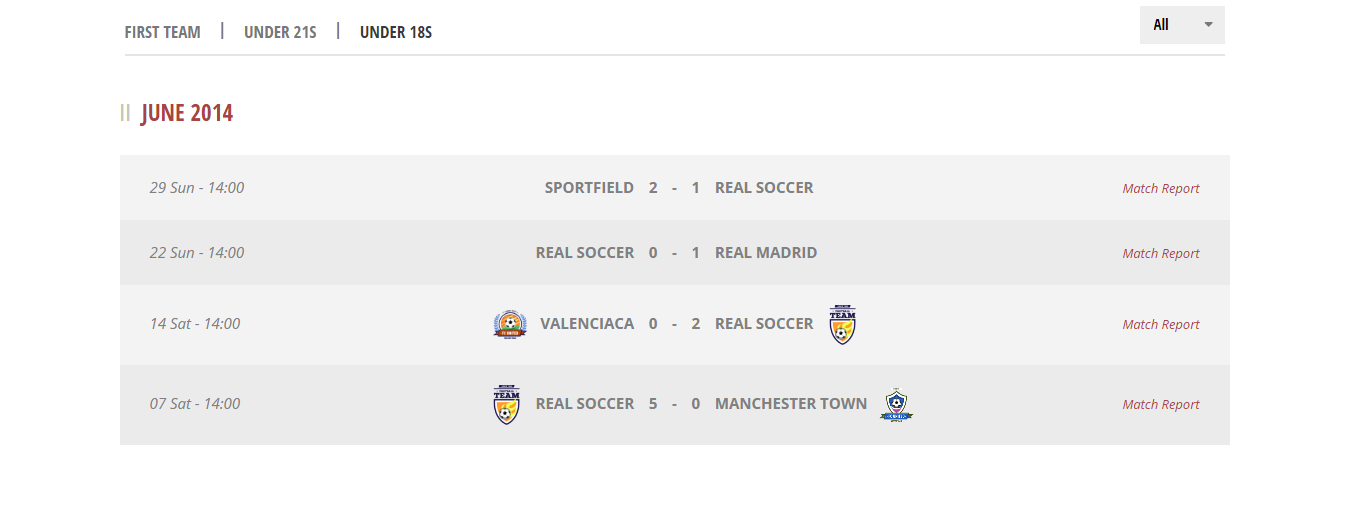 FIRST TEAM | UNDER 21S | UNDER 18S All
JUNE 2014
29 Sun - 14:00 SPORTFIELD 2 - 1 REAL SOCCER Match Report
22 Sun - 14:00 REAL SOCCER 0 - 1 REAL MADRID Match Report
14 Sat - 14:00 VALENCIACA 0 - 2 REAL SOCCER TEAM Match Report
07 Sat - 14:00 TEAM REAL SOCCER 5 - 0 MANCHESTER TOWN Match Report